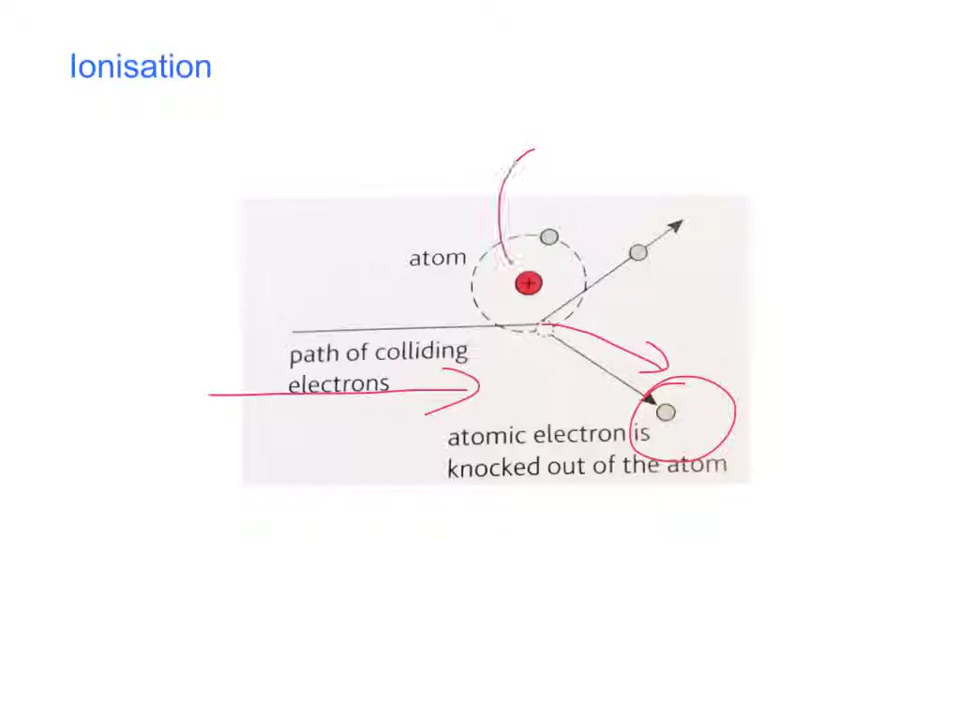 Ionisation
atom
+
path of colliding
electrons
atomic electron is
knocked out of the atom